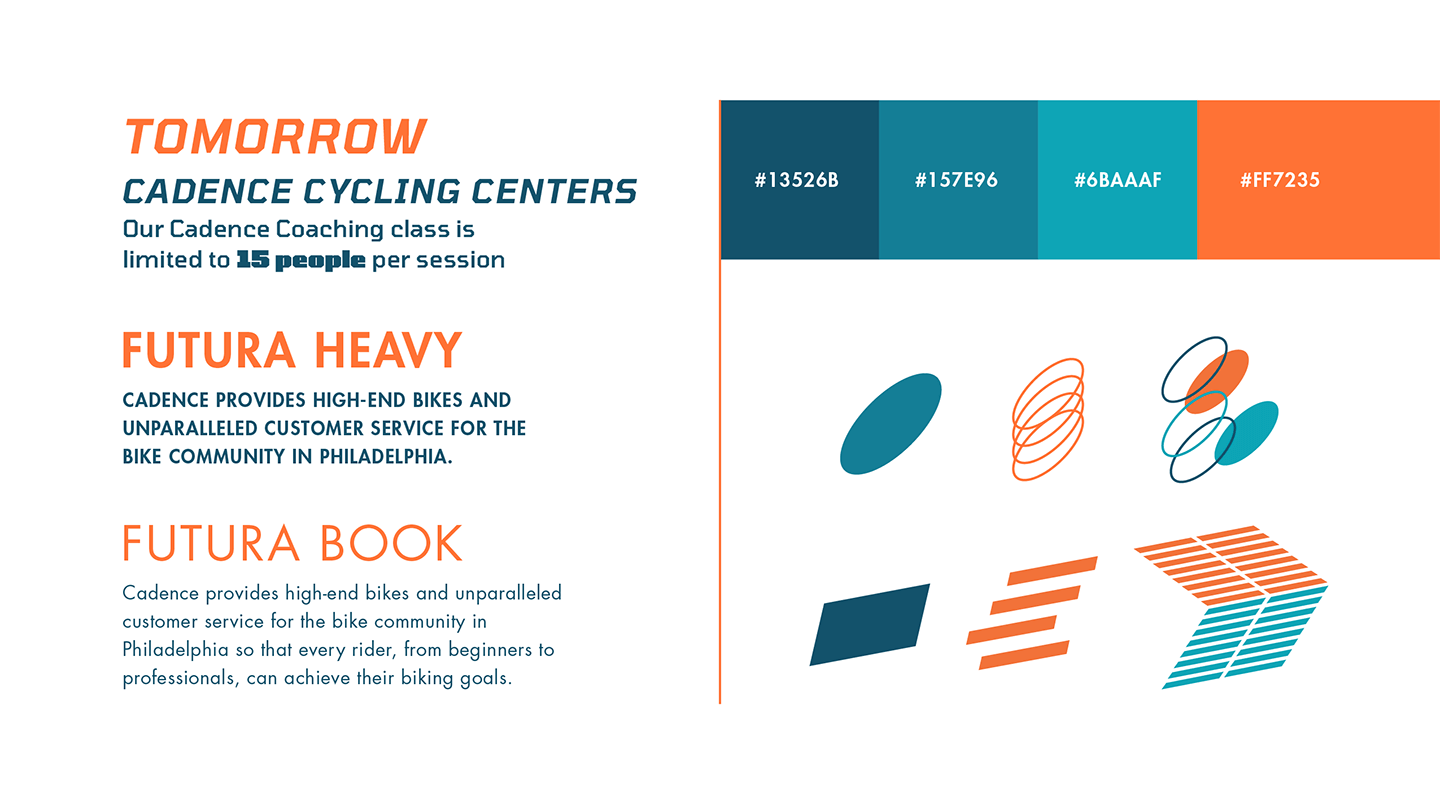 TOMORROW
CADENCE CYCLING CENTERS
Our Cadence Coaching class is
limited to 15 people per session
FUTURA HEAVY
CADENCE PROVIDES HIGH-END BIKES AND
UNPARALLELED CUSTOMER SERVICE FOR THE
BIKE COMMUNITY IN PHILADELPHIA.
FUTURA BOOK
Cadence provides high-end bikes and unparalleled
customer service for the bike community in
Philadelphia so that every rider, from beginners to
professionals, can achieve their biking goals.
#13526B
#157E96
#6BAAAF
#FF7235